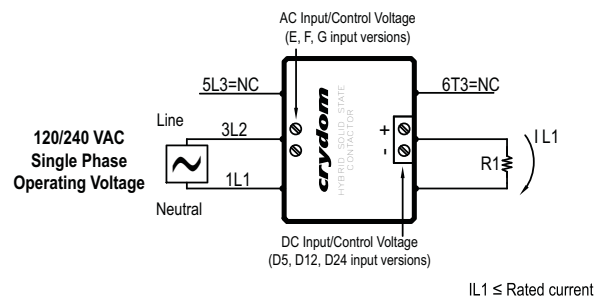 AC Input/Control Voltage
(E, F, G input versions)
5L3=NC
6T3=NC
120/240 VAC
Single Phase
Operating Voltage
Line
3L2
1L1
Neutral
crydom
HYBRID SOLID STATE
CONTACTOR
+
-
R1
IL1
DC Input/Control Voltage
(D5, D12, D24 input versions)
IL1 ≤ Rated current